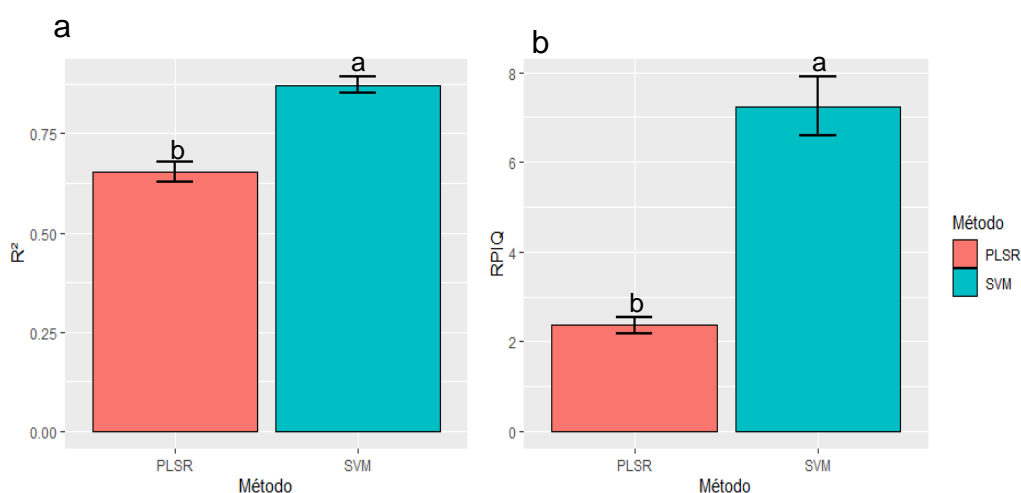 a
a
b
0.75
0.50
0.25
0.00
R²
PLSR
SVM
Método
b
a
b
8
6
4
2
0
RPIQ
PLSR
SVM
Método
Método
PLSR
SVM